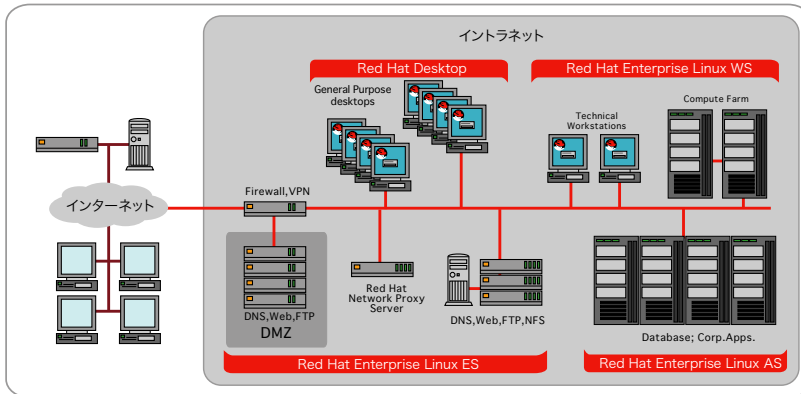 イントラネット
Red Hat Desktop
Red Hat Enterprise Linux WS
General Purpose
desktops
Technical
Workstations
Compute Farm
インターネット
Firewall,VPN
DNS,Web,FTP
DMZ
Red Hat
Network Proxy
Server
DNS,Web,FTP,NFS
Database; Corp.Apps.
Red Hat Enterprise Linux ES
Red Hat Enterprise Linux AS